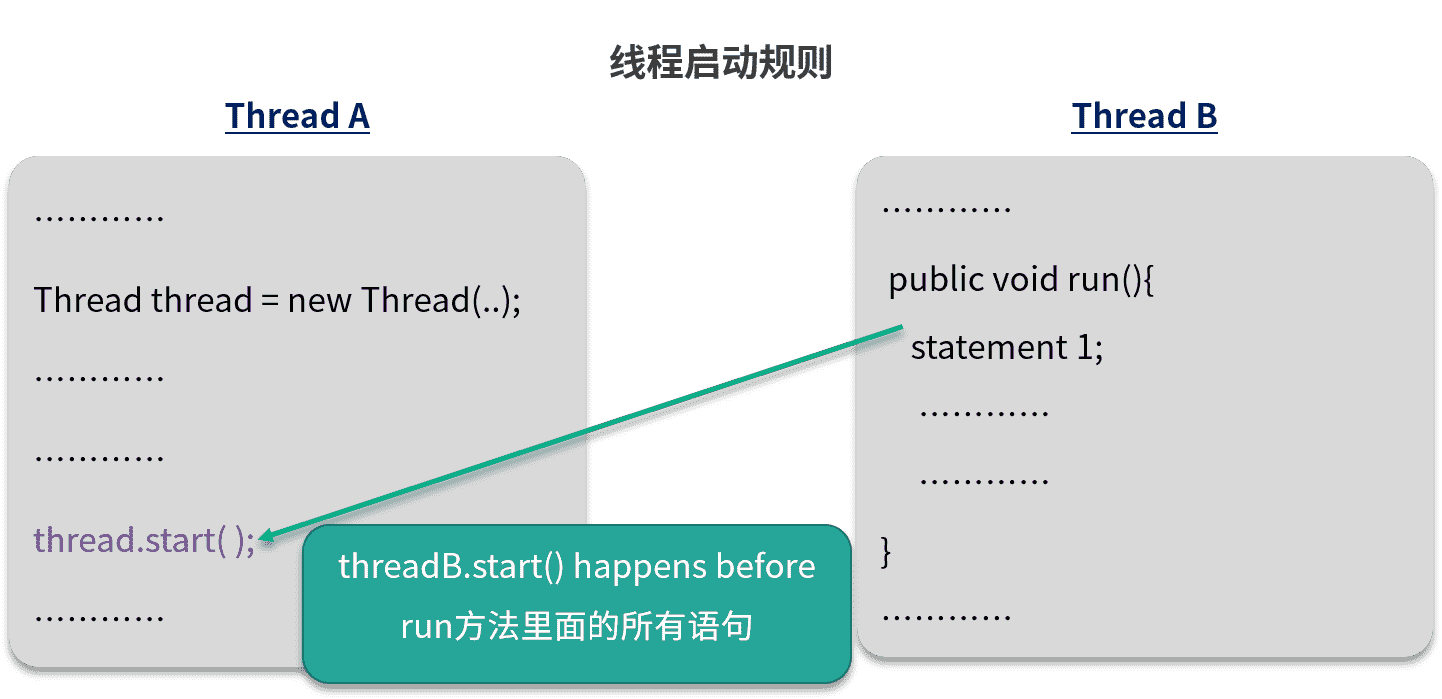 线程启动规则
Thread A
…………
Thread thread = new Thread(..);
…………
…………
thread.start( );
…………
Thread B
…………
public void run(){
statement 1;
…………
…………
}
…………
threadB.start() happens before
run方法里面的所有语句